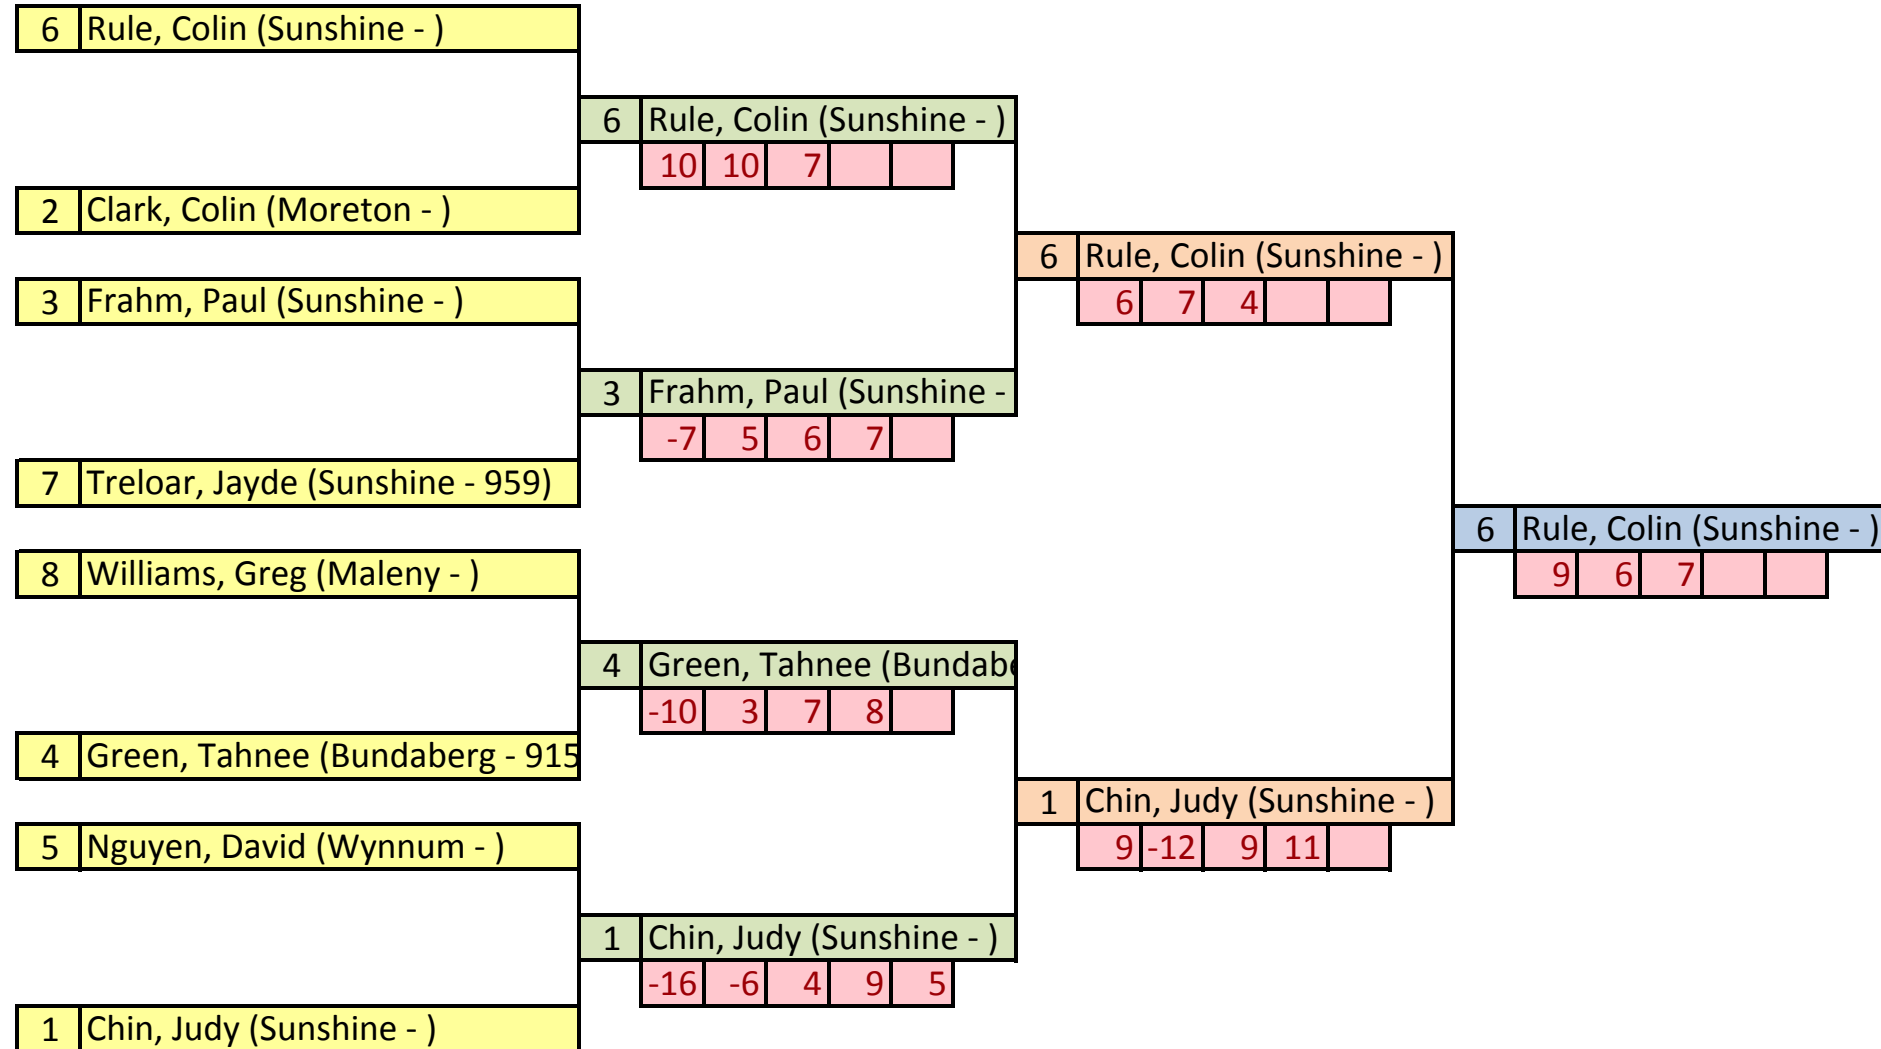 6 Rule, Colin (Sunshine - )
6 Rule, Colin (Sunshine - )
10 10 7
2 Clark, Colin (Moreton - )
6 Rule, Colin (Sunshine - )
3 Frahm, Paul (Sunshine - )
6 7 4
3 Frahm, Paul (Sunshine -
-7 5 6 7
7 Treloar, Jayde (Sunshine - 959)
6 Rule, Colin (Sunshine - )
8 Williams, Greg (Maleny - )
9 6 7
4 Green, Tahnee (Bundabe
-10 3 7 8
4 Green, Tahnee (Bundaberg - 915
1 Chin, Judy (Sunshine - )
5 Nguyen, David (Wynnum - )
9 -12 9 11
1 Chin, Judy (Sunshine - )
-16 -6 4 9 5
1 Chin, Judy (Sunshine - )